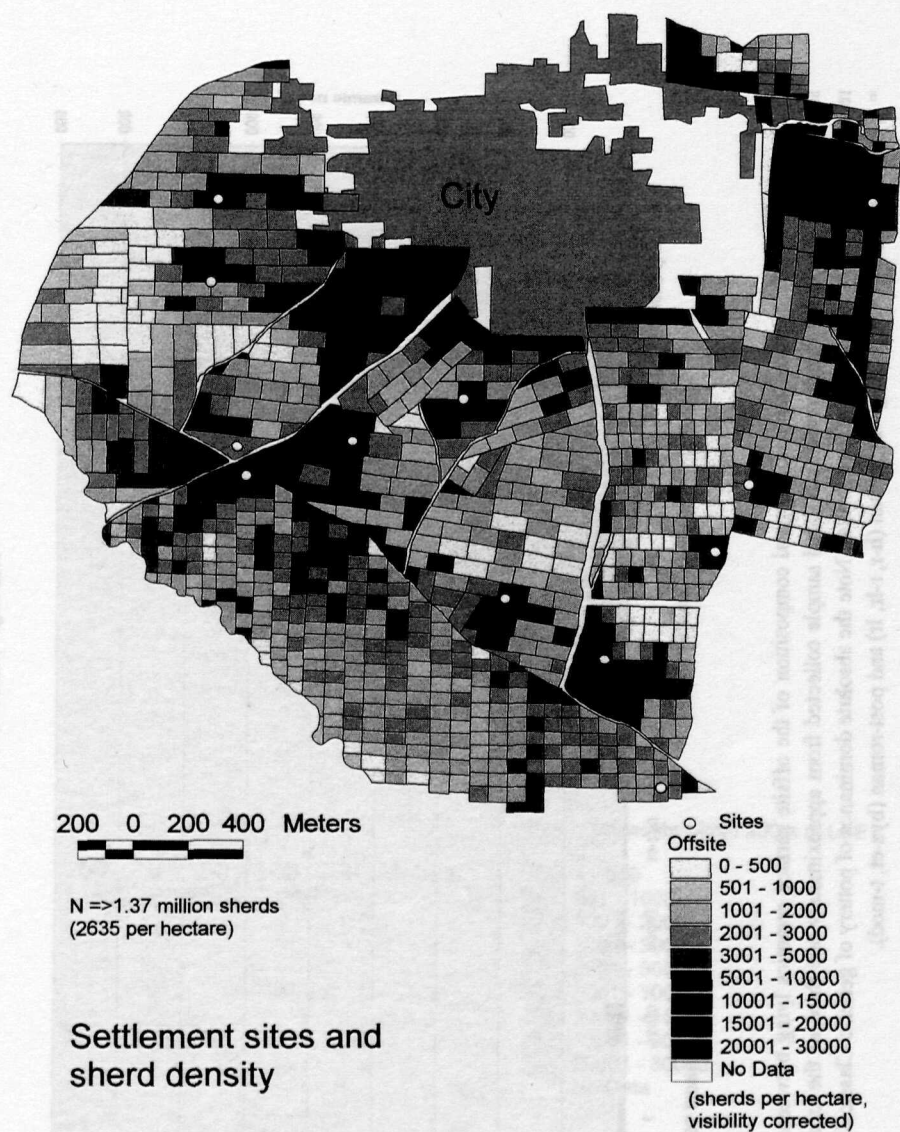 City
200 0 200 400 Meters
N =>1.37 million sherds
(2635 per hectare)
Settlement sites and
sherd density
Sites
Offsite
0 - 500
501 - 1000
1001 - 2000
2001 - 3000
3001 - 5000
5001 - 10000
10001 - 15000
15001 - 20000
20001 - 30000
No Data
(sherds per hectare,
visibility corrected)